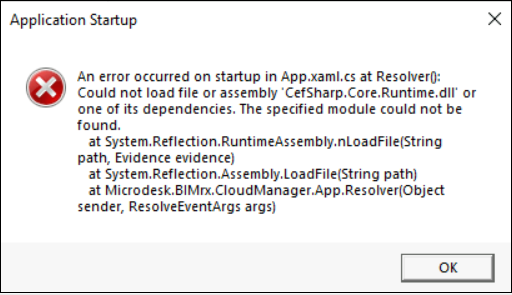 Application Startup
An error occurred on startup in App.xaml.cs at Resolver():
Could not load file or assembly 'CefSharp.Core.Runtime.dll' or
one of its dependencies. The specified module could not be
found.
at System.Reflection.RuntimeAssembly.nLoadFile(String
path, Evidence evidence)
at System.Reflection.Assembly.LoadFile(String path)
at Microdesk.BIMrx.CloudManager.App.Resolver(Object
sender, ResolveEventArgs args)
OK